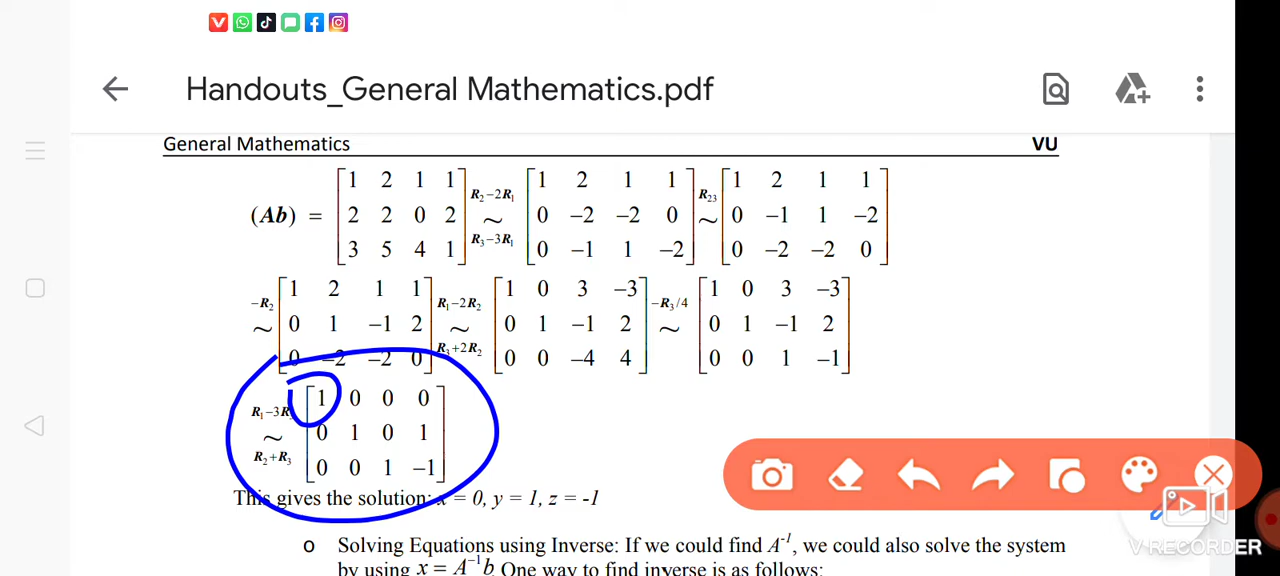 Handouts_General Mathematics.pdf
General Mathematics VU
(Ab) = [1 2 1 1; 2 2 0 2; 3 5 4 1] R₂−2R₁ ~ R₃−3R₁ [1 2 1 1; 0 −2 −2 0; 0 −1 1 −2] R₂₃ ~ [1 2 1 1; 0 −1 1 −2; 0 −2 −2 0]
−R₂ ~ [1 2 1 1; 0 1 −1 2; 0 −2 −2 0] R₁−2R₂ ~ R₃+2R₂ [1 0 3 −3; 0 1 −1 2; 0 0 −4 4] −R₃/4 ~ [1 0 3 −3; 0 1 −1 2; 0 0 1 −1]
R₁−3R ~ R₂+R₃ [1 0 0 0; 0 1 0 1; 0 0 1 −1]
This gives the solution: x = 0, y = 1, z = -1
o Solving Equations using Inverse: If we could find A⁻¹, we could also solve the system
by using x = A⁻¹b. One way to find inverse is as follows:
V RECORDER